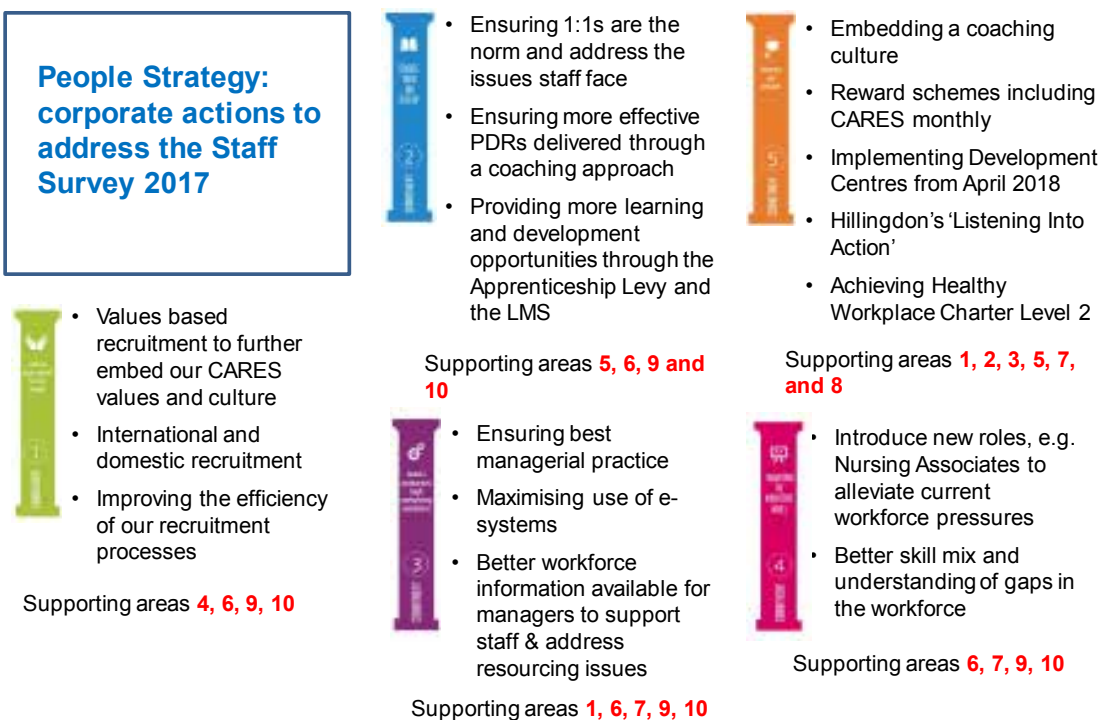 People Strategy:
corporate actions to
address the Staff
Survey 2017
1
• Values based
recruitment to further
embed our CARES
values and culture
• International and
domestic recruitment
• Improving the efficiency
of our recruitment
processes
Supporting areas 4, 6, 9, 10
2
• Ensuring 1:1s are the
norm and address the
issues staff face
• Ensuring more effective
PDRs delivered through
a coaching approach
• Providing more learning
and development
opportunities through the
Apprenticeship Levy and
the LMS
Supporting areas 5, 6, 9 and
10
3
• Ensuring best
managerial practice
• Maximising use of e-
systems
• Better workforce
information available for
managers to support
staff & address
resourcing issues
Supporting areas 1, 6, 7, 9, 10
5
• Embedding a coaching
culture
• Reward schemes including
CARES monthly
• Implementing Development
Centres from April 2018
• Hillingdon's 'Listening Into
Action'
• Achieving Healthy
Workplace Charter Level 2
Supporting areas 1, 2, 3, 5, 7,
and 8
4
• Introduce new roles, e.g.
Nursing Associates to
alleviate current
workforce pressures
• Better skill mix and
understanding of gaps in
the workforce
Supporting areas 6, 7, 9, 10